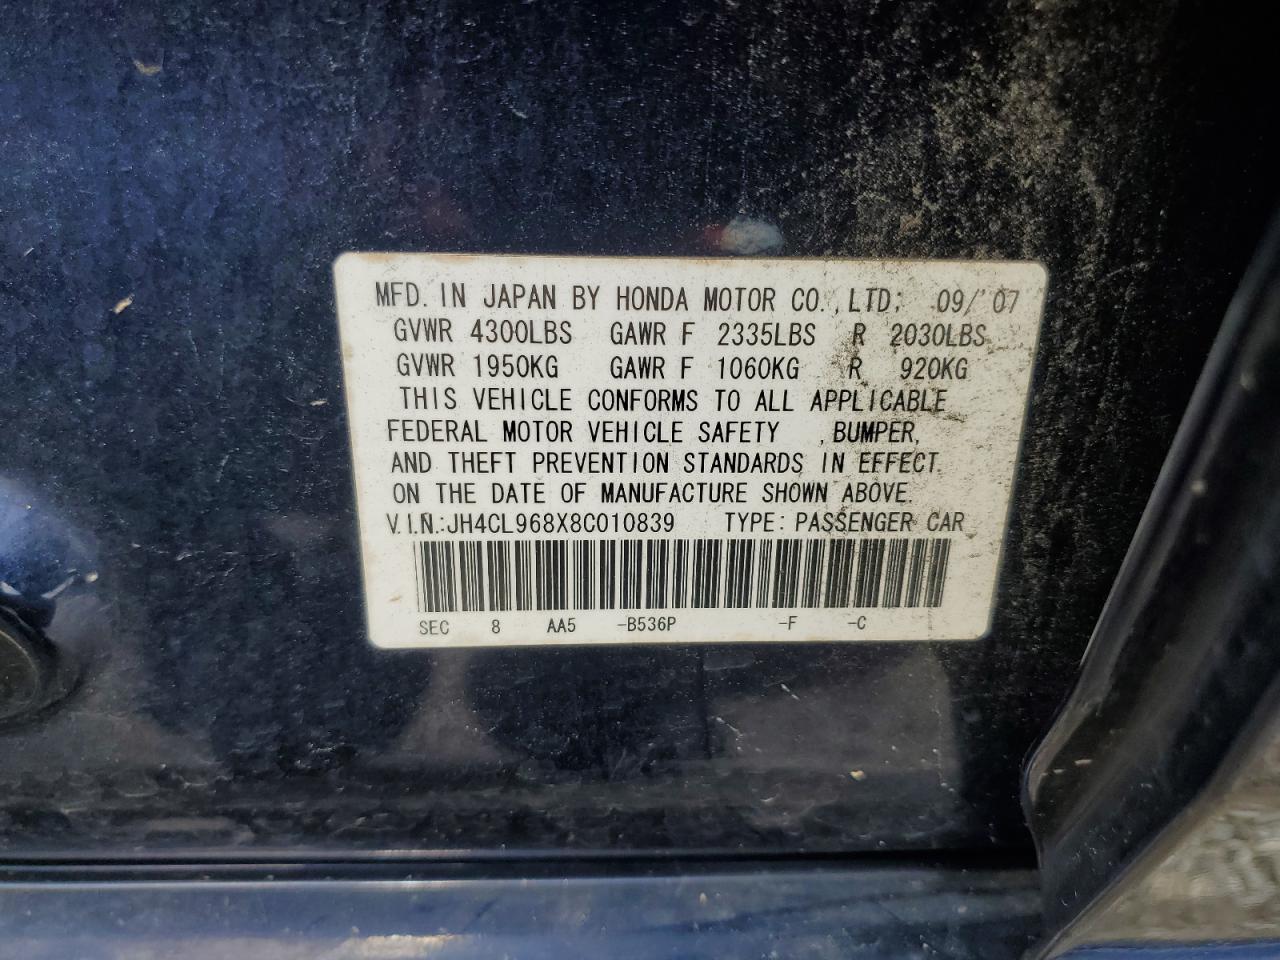 MFD. IN JAPAN BY HONDA MOTOR CO., LTD; 09/'07
GVWR 4300LBS GAWR F 2335LBS R 2030LBS
GVWR 1950KG GAWR F 1060KG R 920KG
THIS VEHICLE CONFORMS TO ALL APPLICABLE
FEDERAL MOTOR VEHICLE SAFETY , BUMPER,
AND THEFT PREVENTION STANDARDS IN EFFECT
ON THE DATE OF MANUFACTURE SHOWN ABOVE.
V.I.N.:JH4CL968X8C010839 TYPE: PASSENGER CAR
SEC 8 AA5 -B536P -F -C